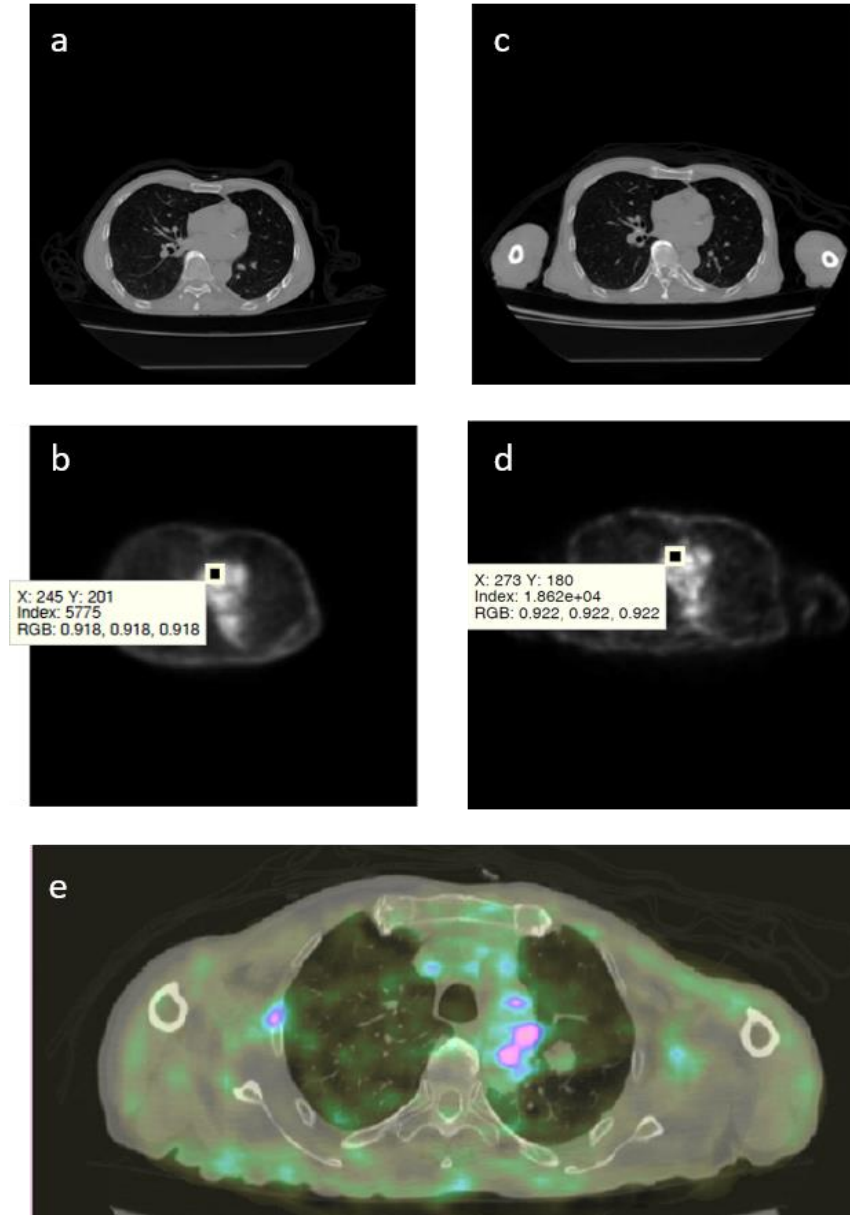 a
c
b
X: 245 Y: 201
Index: 5775
RGB: 0.918, 0.918, 0.918
d
X: 273 Y: 180
Index: 1.862e+04
RGB: 0.922, 0.922, 0.922
e